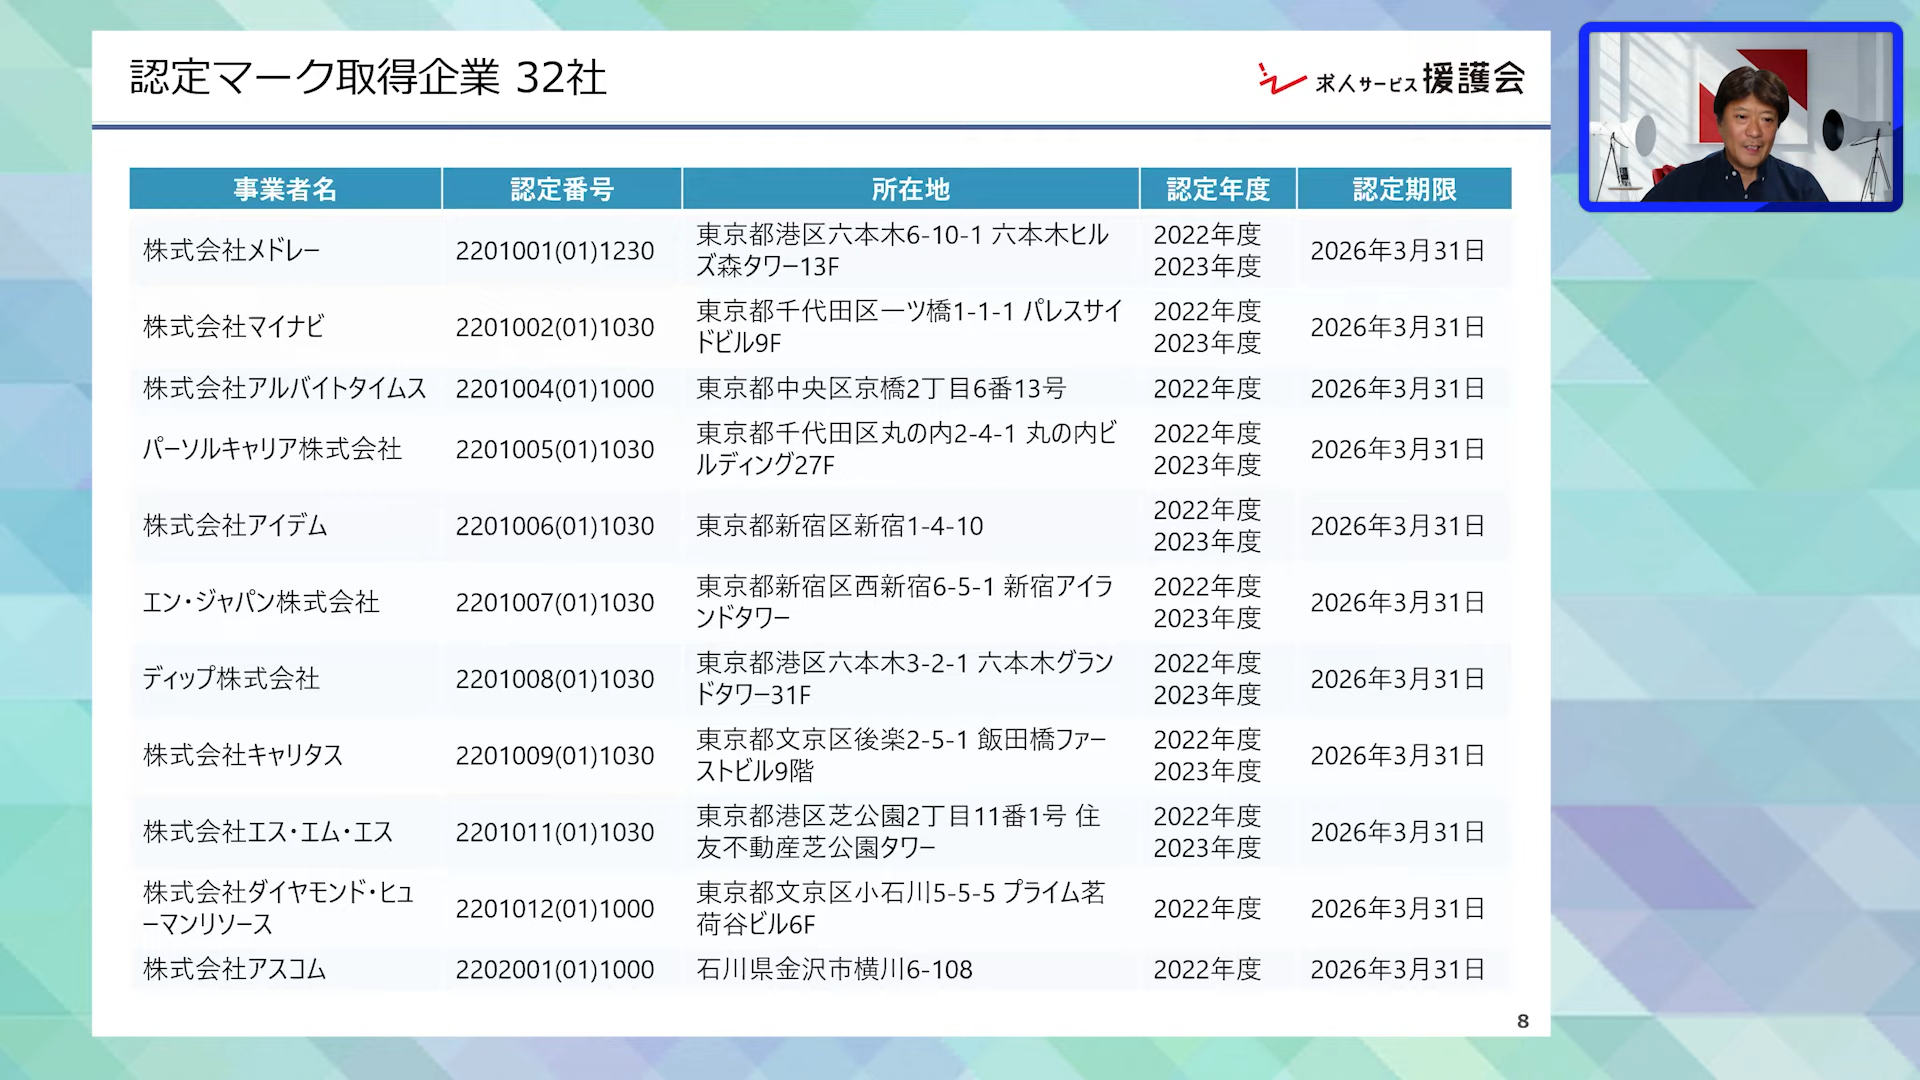 認定マーク取得企業 32社
求人サービス援護会
事業者名 認定番号 所在地 認定年度 認定期限
株式会社メドレー 2201001(01)1230 東京都港区六本木6-10-1 六本木ヒル
ズ森タワー13F 2022年度
2023年度 2026年3月31日
株式会社マイナビ 2201002(01)1030 東京都千代田区一ツ橋1-1-1 パレスサイ
ドビル9F 2022年度
2023年度 2026年3月31日
株式会社アルバイトタイムス 2201004(01)1000 東京都中央区京橋2丁目6番13号 2022年度 2026年3月31日
パーソルキャリア株式会社 2201005(01)1030 東京都千代田区丸の内2-4-1 丸の内ビ
ルディング27F 2022年度
2023年度 2026年3月31日
株式会社アイデム 2201006(01)1030 東京都新宿区新宿1-4-10 2022年度
2023年度 2026年3月31日
エン・ジャパン株式会社 2201007(01)1030 東京都新宿区西新宿6-5-1 新宿アイラ
ンドタワー 2022年度
2023年度 2026年3月31日
ディップ株式会社 2201008(01)1030 東京都港区六本木3-2-1 六本木グラン
ドタワー31F 2022年度
2023年度 2026年3月31日
株式会社キャリタス 2201009(01)1030 東京都文京区後楽2-5-1 飯田橋ファー
ストビル9階 2022年度
2023年度 2026年3月31日
株式会社エス・エム・エス 2201011(01)1030 東京都港区芝公園2丁目11番1号 住
友不動産芝公園タワー 2022年度
2023年度 2026年3月31日
株式会社ダイヤモンド・ヒュ
ーマンリソース 2201012(01)1000 東京都文京区小石川5-5-5 プライム茗
荷谷ビル6F 2022年度 2026年3月31日
株式会社アスコム 2202001(01)1000 石川県金沢市横川6-108 2022年度 2026年3月31日
8